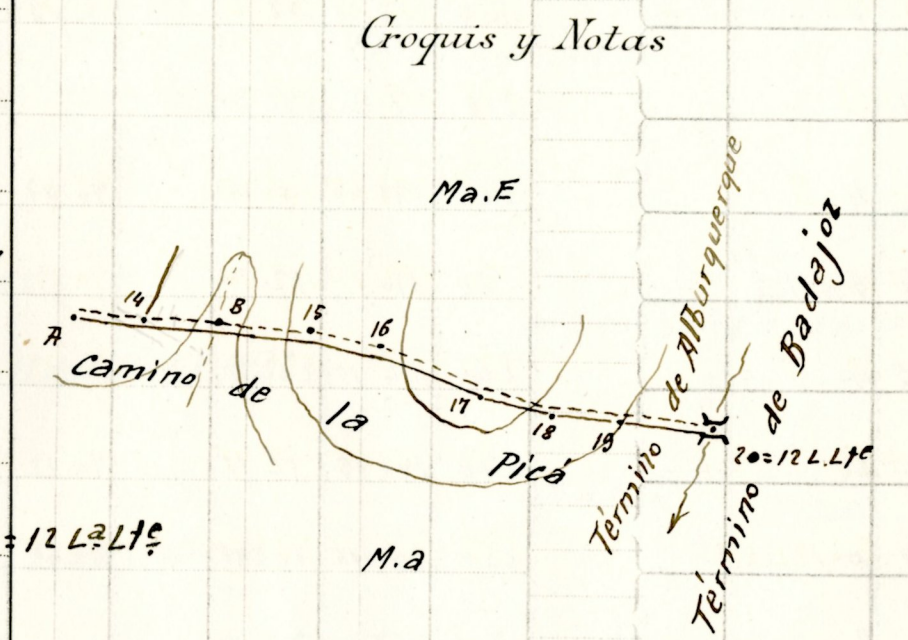 Croquis y Notas
Ma.E
14
B
15
16
A
17
18
19
Camino de la Picá
Término de Alburquerque
Término de Badajoz
20=12 L.Lte
=12 La Lte
M.a